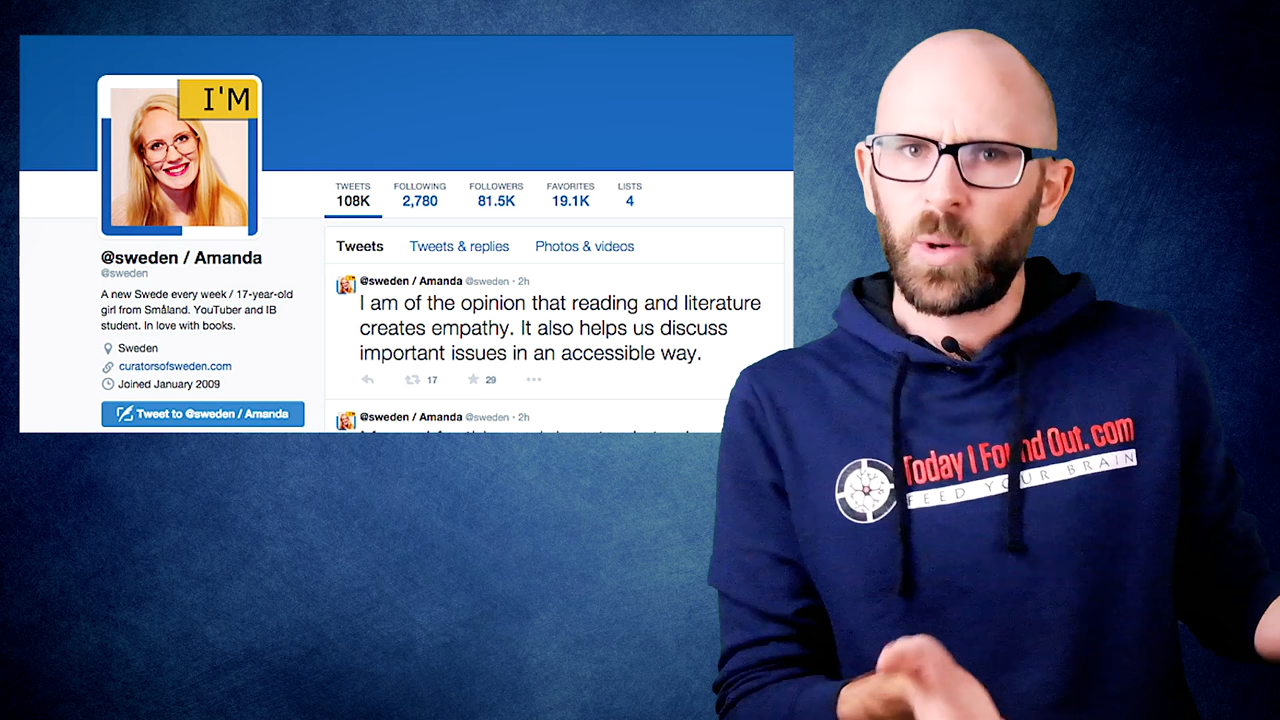 I'M
@sweden / Amanda
@sweden
A new Swede every week / 17-year-old
girl from Småland. YouTuber and IB
student. In love with books.
Sweden
curatorsofsweden.com
Joined January 2009
Tweet to @sweden / Amanda
TWEETS FOLLOWING FOLLOWERS FAVORITES LISTS
108K 2,780 81.5K 19.1K 4
Tweets Tweets & replies Photos & videos
@sweden / Amanda @sweden · 2h
I am of the opinion that reading and literature
creates empathy. It also helps us discuss
important issues in an accessible way.
17 29
@sweden / Amanda @sweden · 2h
Today I Found Out.com
FEED YOUR BRAIN